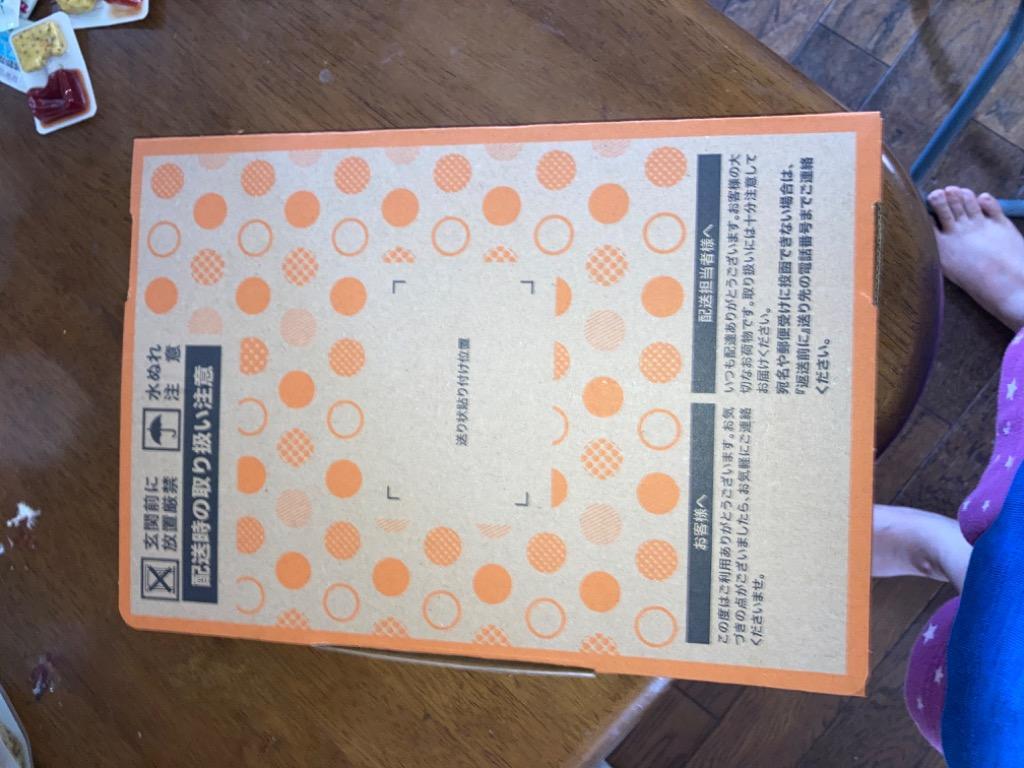 玄関前に
放置厳禁
水ぬれ
注 意
配送時の取り扱い注意
送り状貼り付け位置
お客様へ
この度はご利用ありがとうございます。お気
づきの点がございましたら、お気軽にご連絡
くださいませ。
配送担当者様へ
いつも配達ありがとうございます。お客様の大
切なお荷物です。取り扱いには十分注意して
お届けください。
宛名や郵便受けに投函できない場合は、
『返送前に』送り先の電話番号までご連絡
ください。